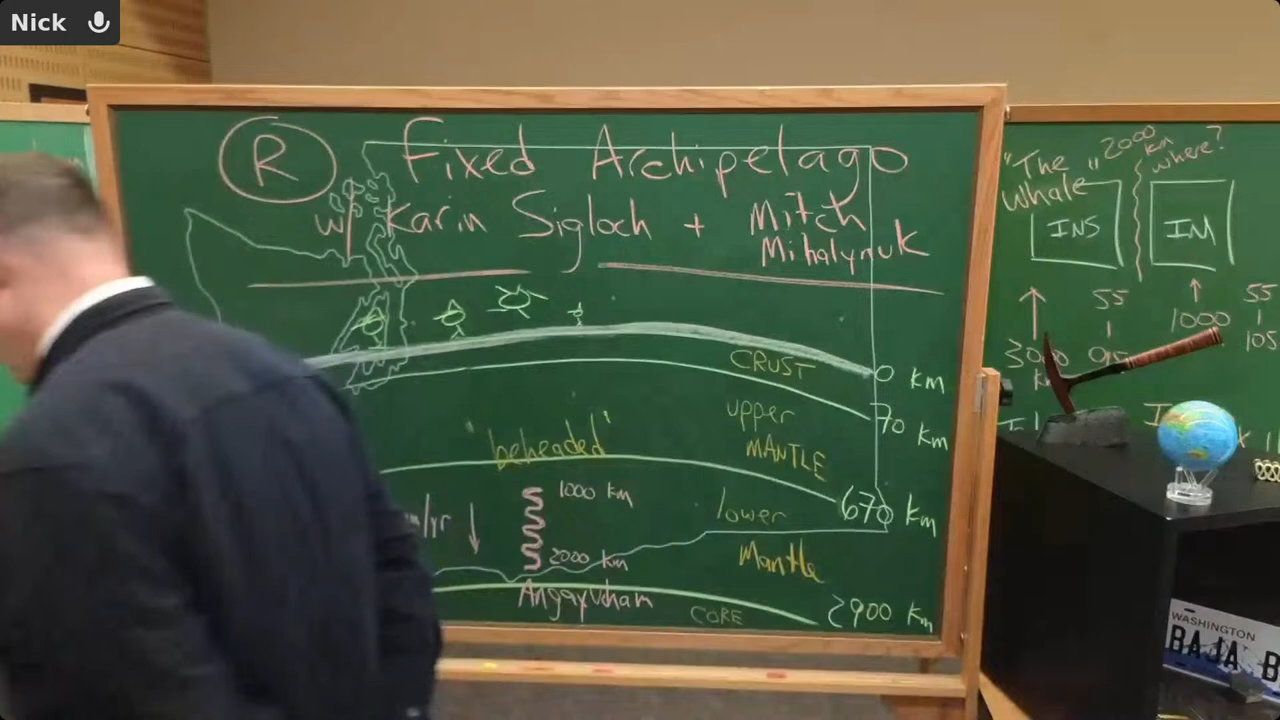 Nick
R
Fixed Archipelago
w/ Karin Sigloch + Mitch
Mihalynuk
CRUST
0 km
upper
MANTLE
70 km
"beheaded"
1000 km
lower
670 km
2000 km
Mantle
Angayucham
CORE
2900 km
"The
Whale"
2000
km
where?
INS
IM
55
1000
55
105
WASHINGTON
BAJA B